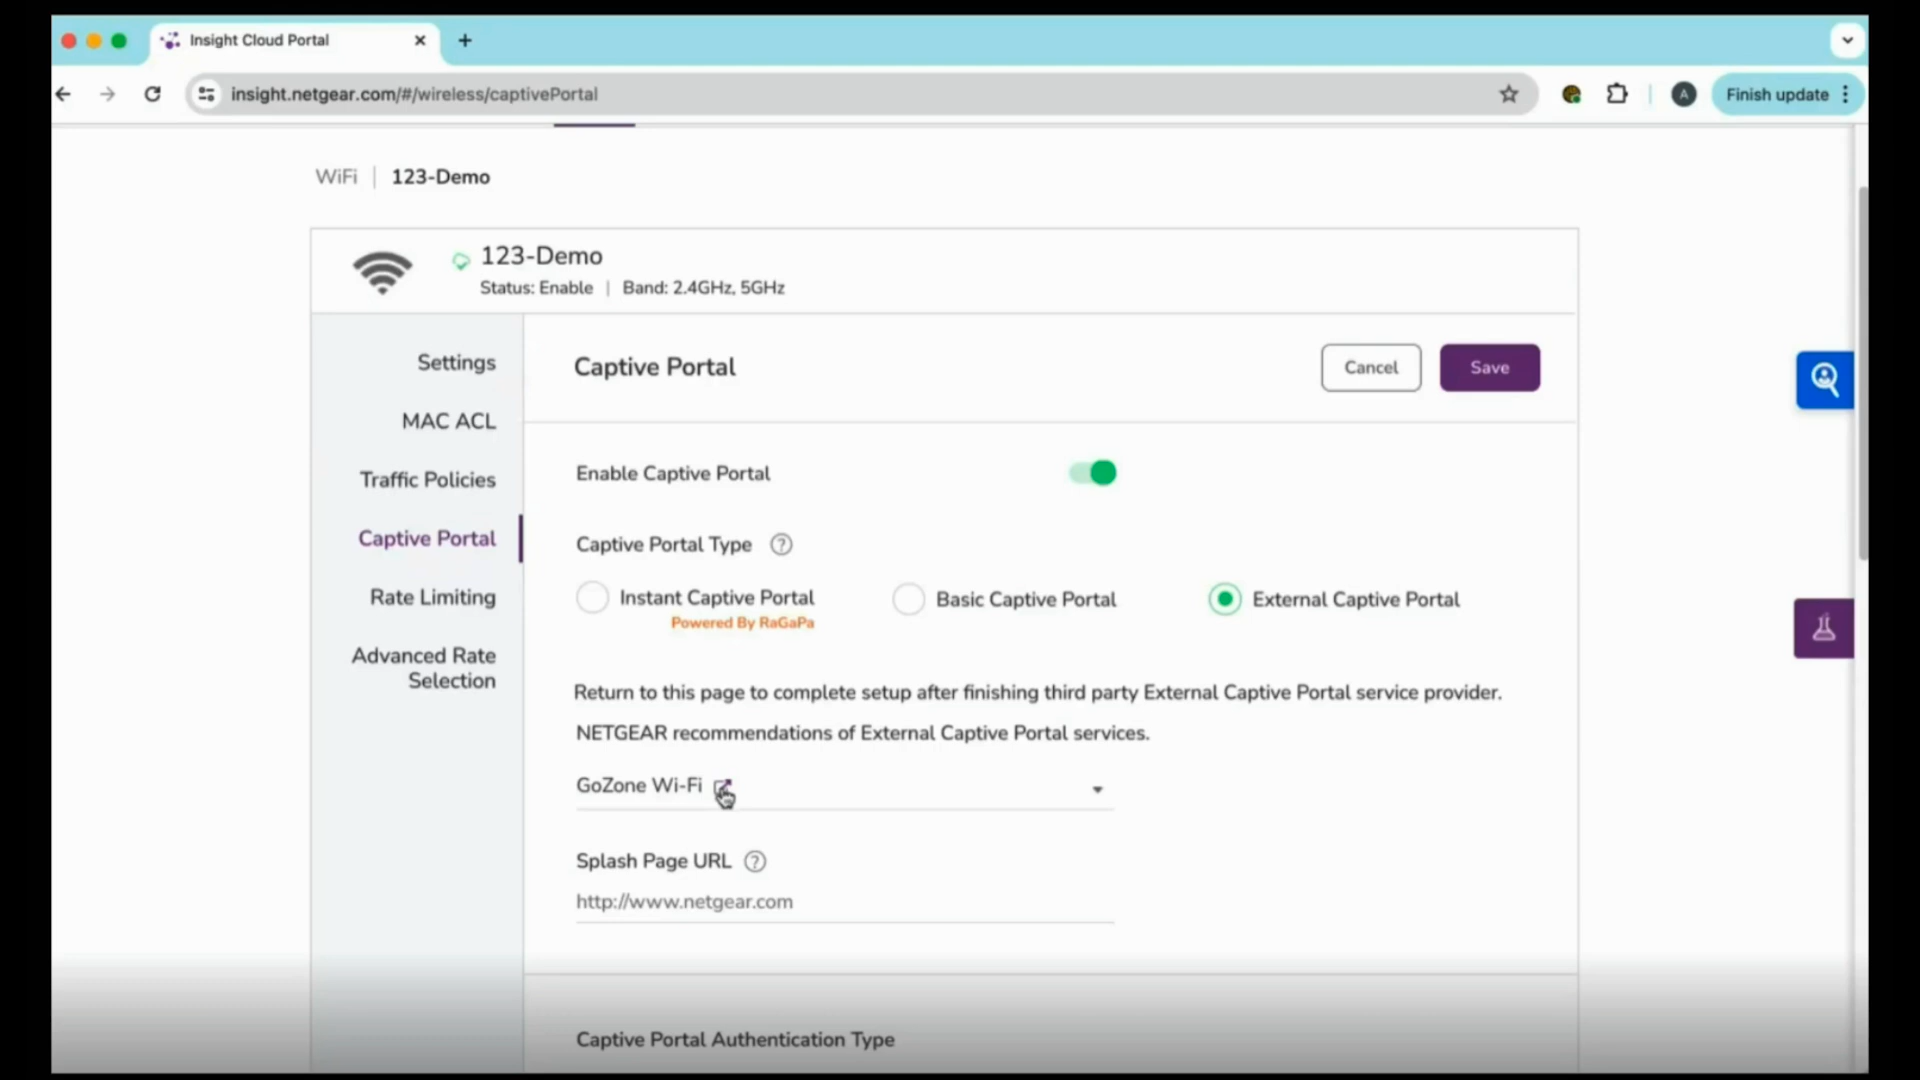 Insight Cloud Portal
insight.netgear.com/#/wireless/captivePortal
A
Finish update
WiFi | 123-Demo
123-Demo
Status: Enable | Band: 2.4GHz, 5GHz
Settings
MAC ACL
Traffic Policies
Captive Portal
Rate Limiting
Advanced Rate
Selection
Captive Portal
Cancel
Save
Enable Captive Portal
Captive Portal Type ?
Instant Captive Portal
Powered By RaGaPa
Basic Captive Portal
External Captive Portal
Return to this page to complete setup after finishing third party External Captive Portal service provider.
NETGEAR recommendations of External Captive Portal services.
GoZone Wi-Fi
Splash Page URL ?
http://www.netgear.com
Captive Portal Authentication Type